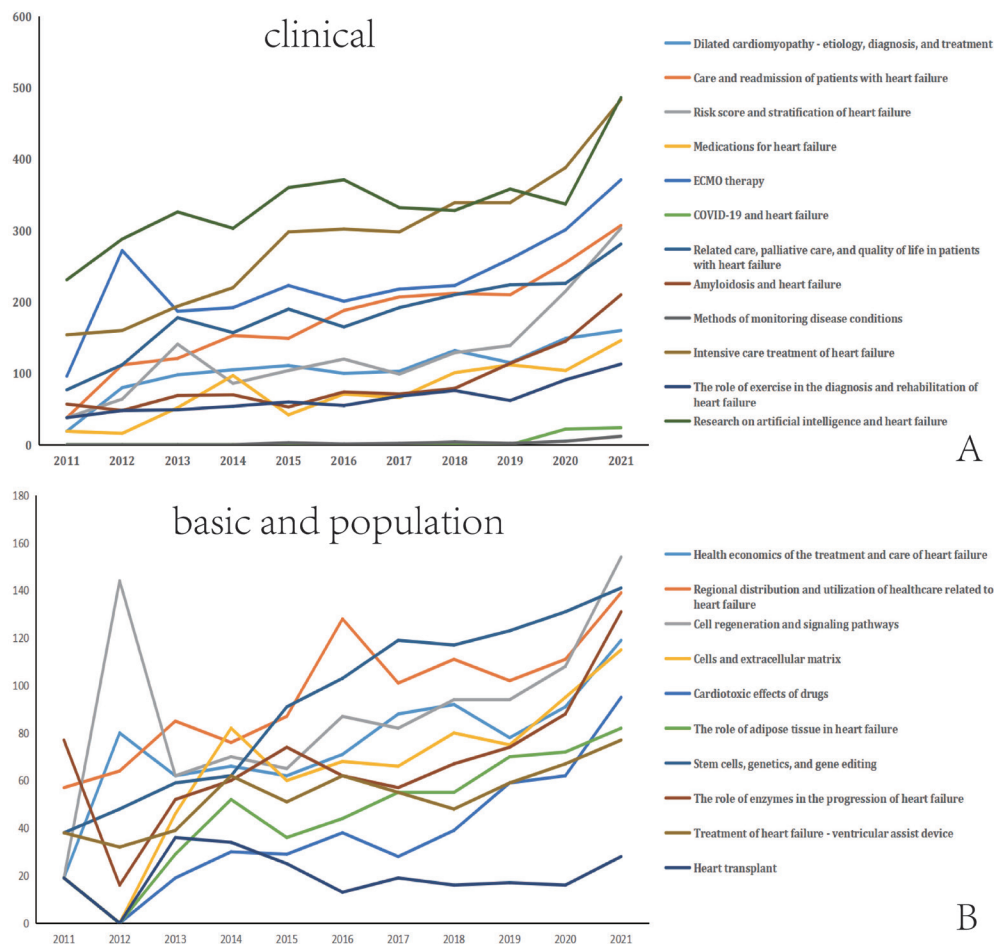 clinical
600
500
400
300
200
100
0
2011 2012 2013 2014 2015 2016 2017 2018 2019 2020 2021
Dilated cardiomyopathy - etiology, diagnosis, and treatment
Care and readmission of patients with heart failure
Risk score and stratification of heart failure
Medications for heart failure
ECMO therapy
COVID-19 and heart failure
Related care, palliative care, and quality of life in patients
with heart failure
Amyloidosis and heart failure
Methods of monitoring disease conditions
Intensive care treatment of heart failure
The role of exercise in the diagnosis and rehabilitation of
heart failure
Research on artificial intelligence and heart failure
A
basic and population
180
160
140
120
100
80
60
40
20
0
2011 2012 2013 2014 2015 2016 2017 2018 2019 2020 2021
Health economics of the treatment and care of heart failure
Regional distribution and utilization of healthcare related to
heart failure
Cell regeneration and signaling pathways
Cells and extracellular matrix
Cardiotoxic effects of drugs
The role of adipose tissue in heart failure
Stem cells, genetics, and gene editing
The role of enzymes in the progression of heart failure
Treatment of heart failure - ventricular assist device
Heart transplant
B